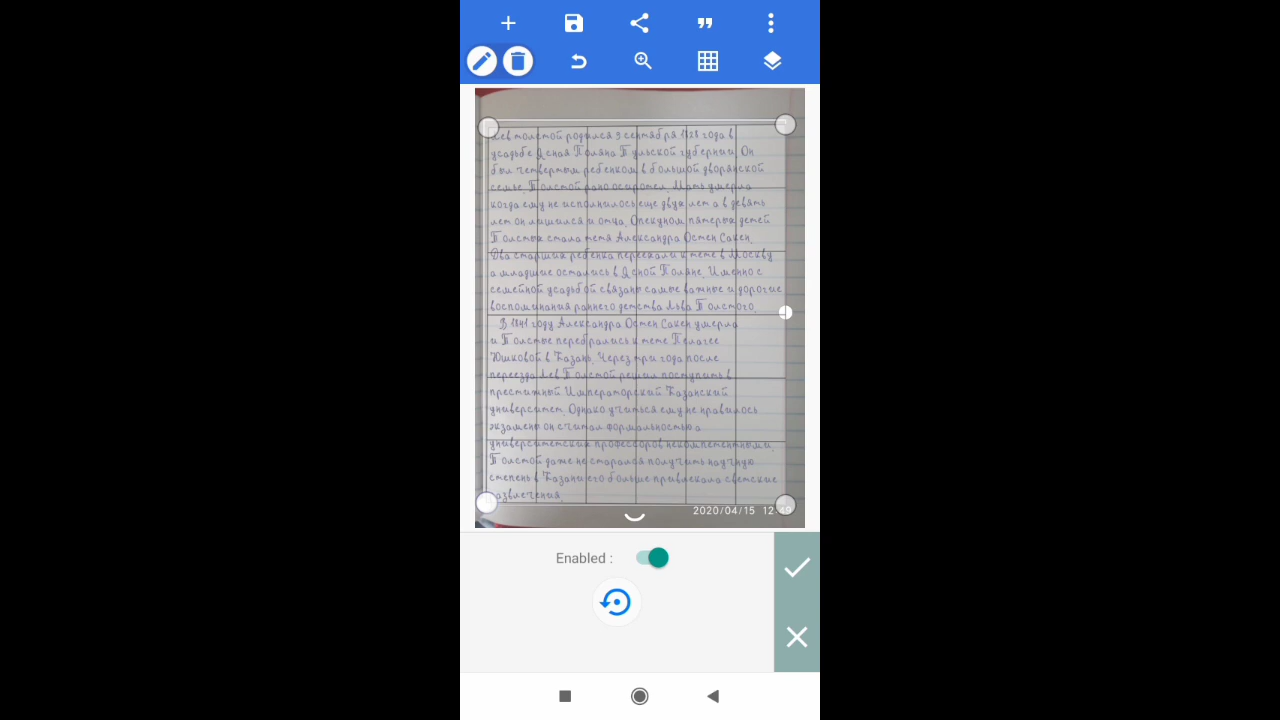 Лев толстой родился 9 сентября 1828 года в
усадьбе Ясная Поляна Тульской губернии. Он
был четвертым ребенком в большой дворянской
семье. Толстой рано осиротел. Мать умерла
когда ему не исполнилось еще двух лет а в девять
лет он лишился и отца. Опекуном пятерых детей
Толстых стала тетя Александра Остен Сакен.
Два старших ребенка переехали к тете в Москву
а младшие остались в Ясной Поляне. Именно с
семейной усадьбой связаны самые важные и дорогие
воспоминания раннего детства Льва Толстого.
В 1841 году Александра Остен Сакен умерла
и Толстые перебрались к тете Пелагее
Юшковой в Казань. Через три года после
переезда Лев Толстой решил поступить в
престижный Императорский Казанский
университет. Однако учиться ему не нравилось
экзамены он считал формальностью а
университетских профессоров некомпетентными.
Толстой даже не старался получить научную
степень в Казани его больше привлекали светские
развлечения.
2020/04/15 12:49
Enabled :